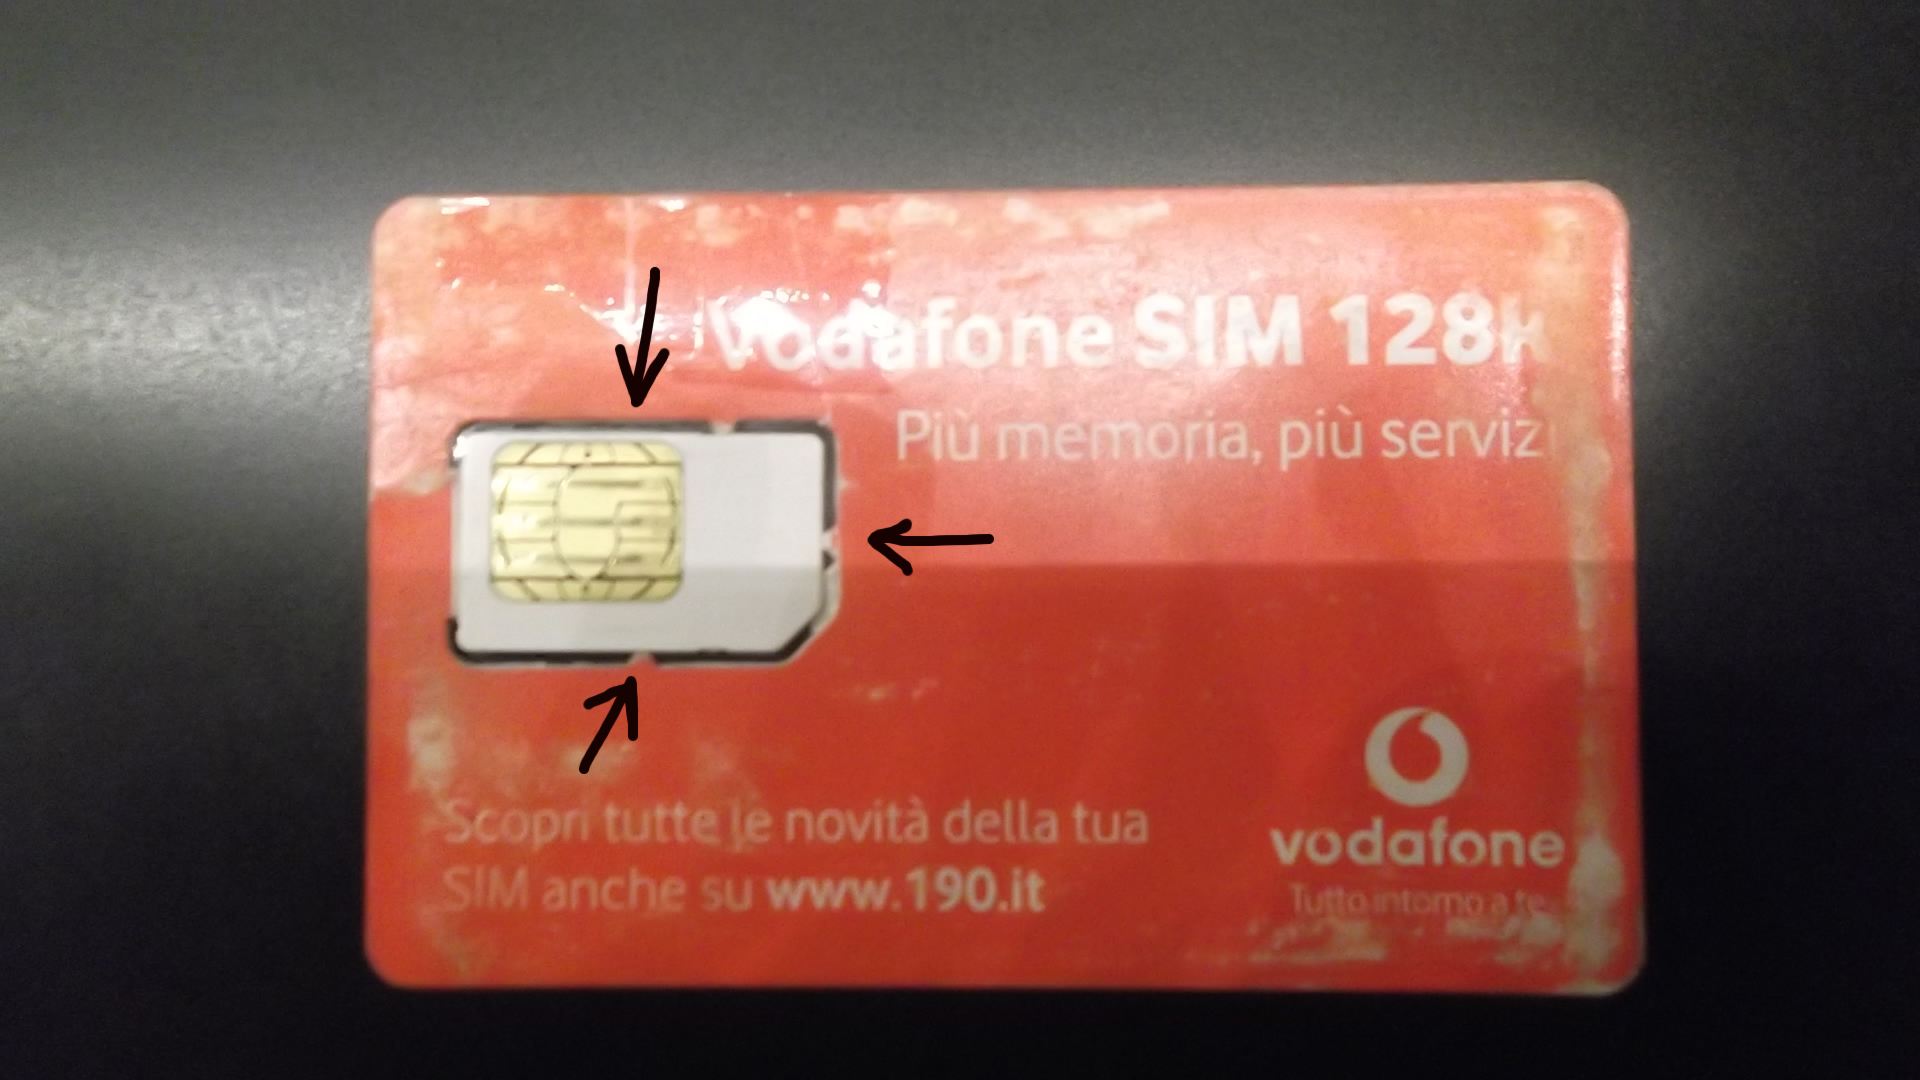 Vodafone SIM 128K
Più memoria, più servizi
Scopri tutte le novità della tua
SIM anche su www.190.it
vodafone
Tutto intorno a te